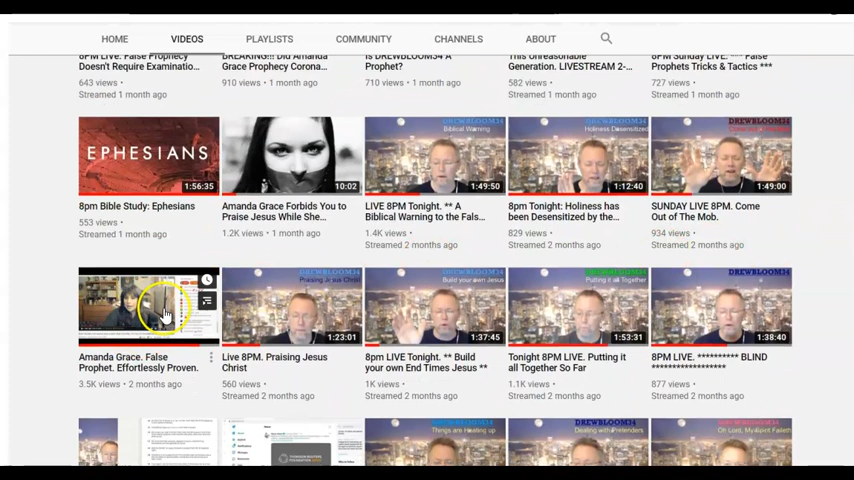 HOME VIDEOS PLAYLISTS COMMUNITY CHANNELS ABOUT
8PM LIVE. False Prophecy
Doesn't Require Examinatio...
643 views •
Streamed 1 month ago
BREAKING!!! Did Amanda
Grace Prophecy Corona...
910 views • 1 month ago
Is DREWBLOOM34 A
Prophet?
710 views • 1 month ago
This Unreasonable
Generation. LIVESTREAM 2-...
582 views •
Streamed 1 month ago
8PM Sunday LIVE. *** False
Prophets Tricks & Tactics ***
727 views •
Streamed 1 month ago
EPHESIANS
1:56:35
8pm Bible Study: Ephesians
553 views •
Streamed 1 month ago
10:02
Amanda Grace Forbids You to
Praise Jesus While She...
1.2K views • 1 month ago
DREWBLOOM34
Biblical Warning
1:49:50
LIVE 8PM Tonight. ** A
Biblical Warning to the Fals...
1.4K views •
Streamed 2 months ago
DREWBLOOM34
Holiness Desensitized
1:12:40
8pm Tonight: Holiness has
been Desensitized by the...
829 views •
Streamed 2 months ago
DREWBLOOM34
1:49:00
SUNDAY LIVE 8PM. Come
Out of The Mob.
934 views •
Streamed 2 months ago
Amanda Grace. False
Prophet. Effortlessly Proven.
3.5K views • 2 months ago
DREWBLOOM34
Praising Jesus Christ
1:23:01
Live 8PM. Praising Jesus
Christ
560 views •
Streamed 2 months ago
DREWBLOOM34
Build your own Jesus
1:37:45
8pm LIVE Tonight. ** Build
your own End Times Jesus **
1K views •
Streamed 2 months ago
DREWBLOOM34
Putting it all Together
1:53:31
Tonight 8PM LIVE. Putting it
all Together So Far
1.1K views •
Streamed 2 months ago
DREWBLOOM34
1:38:40
8PM LIVE. ********** BLIND
******************
877 views •
Streamed 2 months ago
DREWBLOOM34
Things are Heating up
DREWBLOOM34
Dealing with Pretenders
DREWBLOOM34
Oh Lord, My Spirit Faileth